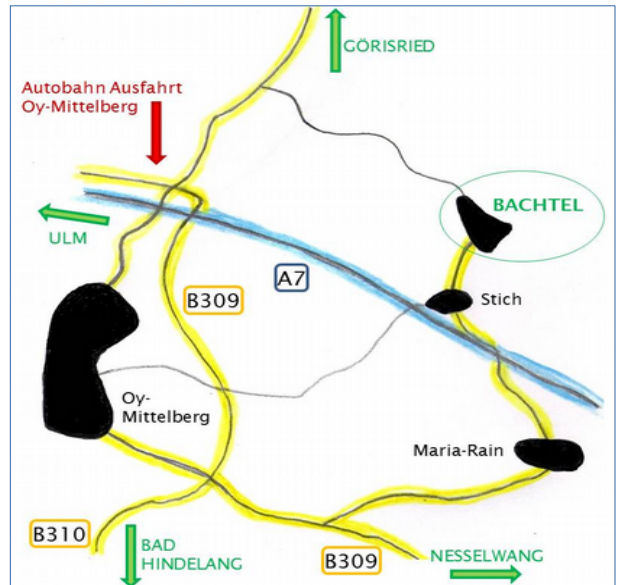 GÖRISRIED
Autobahn Ausfahrt
Oy-Mittelberg
BACHTEL
ULM
A7
B309
Stich
Oy-
Mittelberg
Maria-Rain
B310
BAD
HINDELANG
B309
NESSELWANG